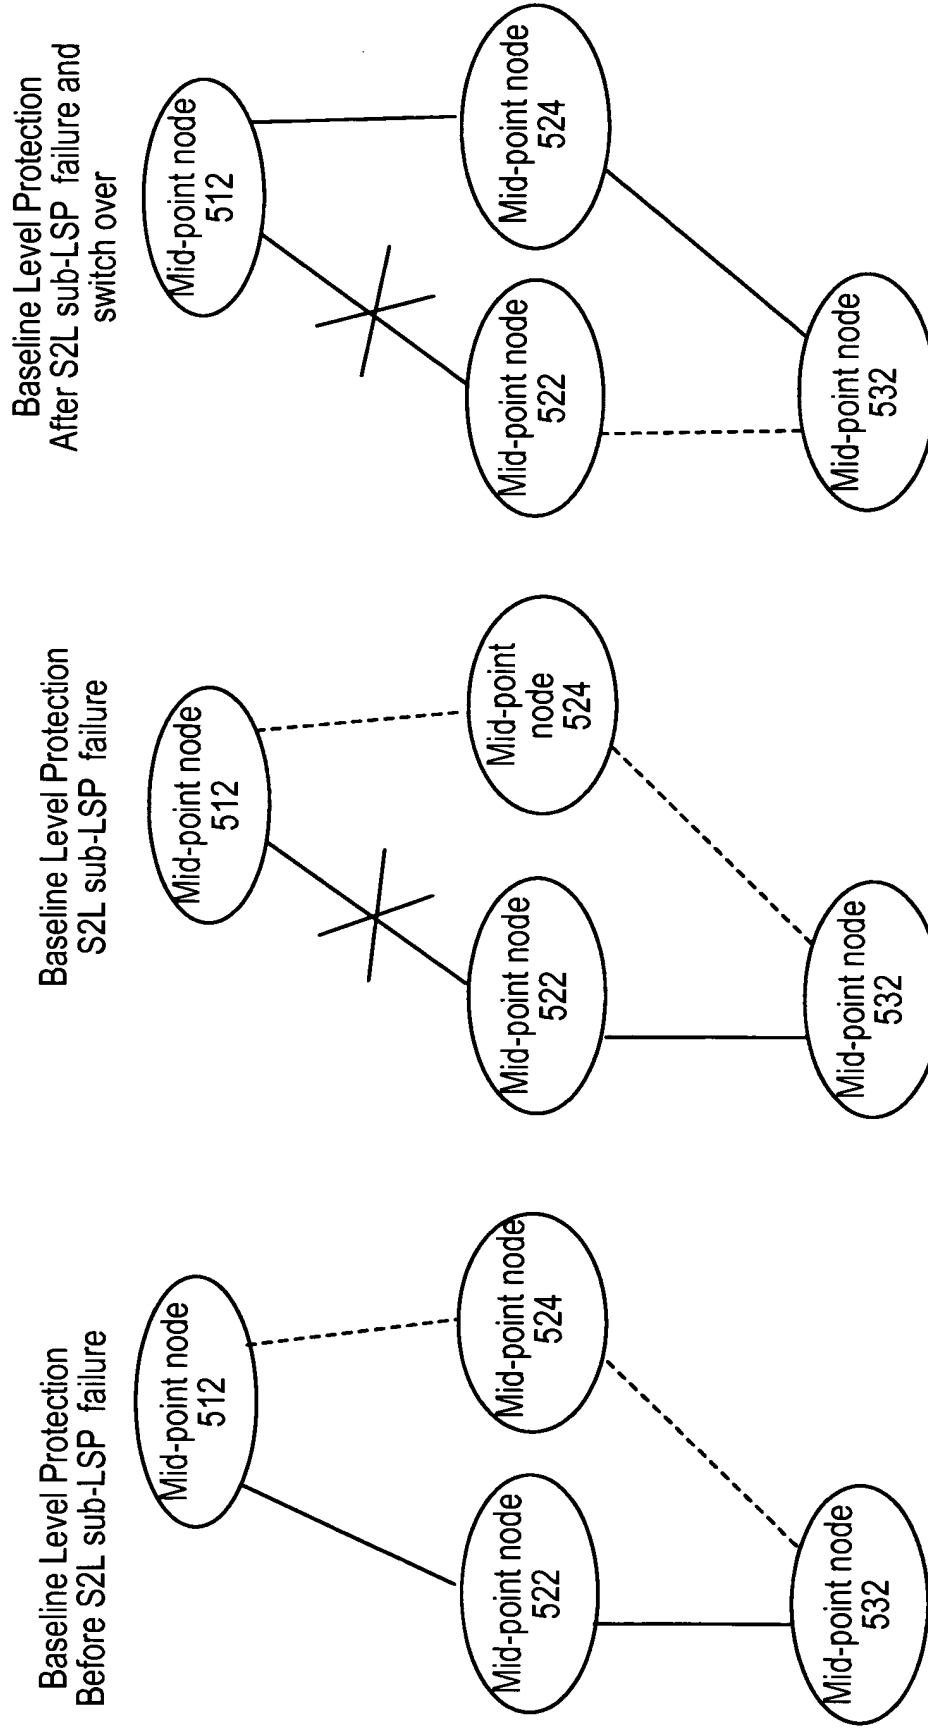 Baseline Level Protection
Before S2L sub-LSP failure
Mid-point node
512
Mid-point node
522
Mid-point node
524
Mid-point node
532
Baseline Level Protection
S2L sub-LSP failure
Mid-point node
512
Mid-point node
522
Mid-point
node
524
Mid-point node
532
Baseline Level Protection
After S2L sub-LSP failure and
switch over
Mid-point node
512
Mid-point node
522
Mid-point node
524
Mid-point node
532